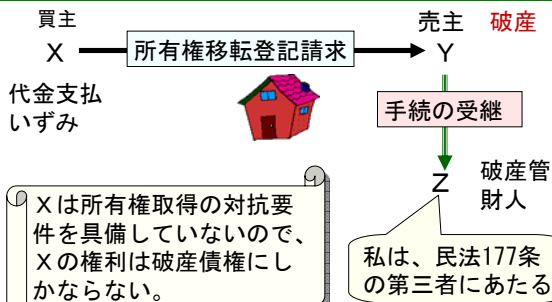 買主
売主 破産
X 所有権移転登記請求 Y
代金支払
いずみ
手続の受継
Z 破産管
財人
Xは所有権取得の対抗要
件を具備していないので、
Xの権利は破産債権にし
かならない。
私は、民法177条
の第三者にあたる